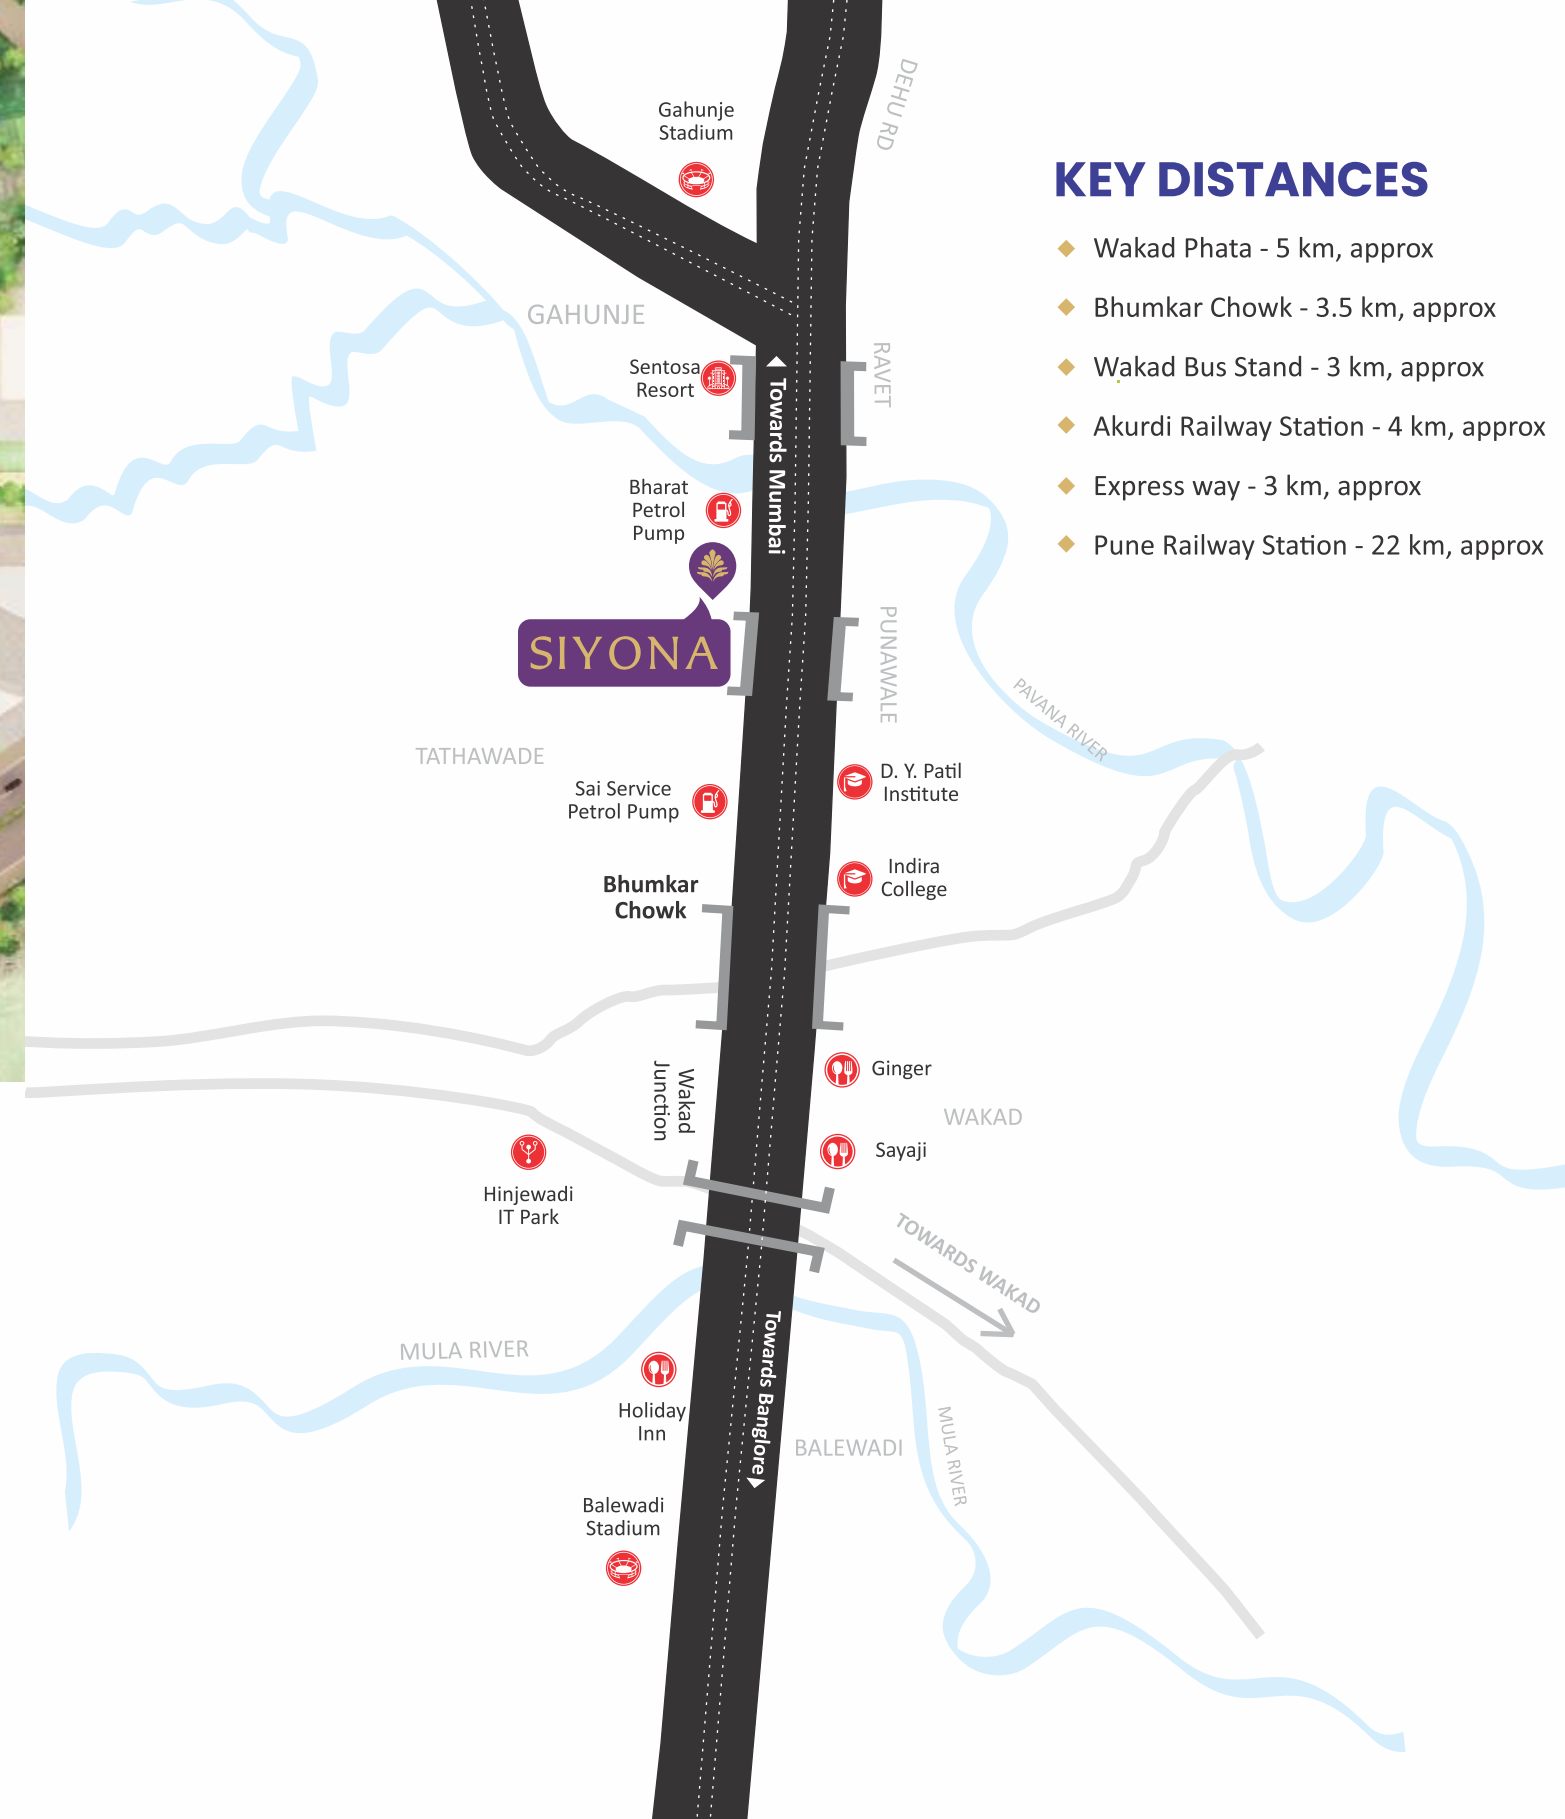 DEHU RD
Gahunje
Stadium
KEY DISTANCES
Wakad Phata - 5 km, approx
Bhumkar Chowk - 3.5 km, approx
Wakad Bus Stand - 3 km, approx
Akurdi Railway Station - 4 km, approx
Express way - 3 km, approx
Pune Railway Station - 22 km, approx
GAHUNJE
Sentosa
Resort
RAVET
Towards Mumbai
Bharat
Petrol
Pump
SIYONA
PUNAWALE
PAVANA RIVER
TATHAWADE
Sai Service
Petrol Pump
D. Y. Patil
Institute
Indira
College
Bhumkar
Chowk
Wakad
Junction
Ginger
WAKAD
Sayaji
Hinjewadi
IT Park
TOWARDS WAKAD
MULA RIVER
Towards Banglore
Holiday
Inn
BALEWADI
MULA RIVER
Balewadi
Stadium